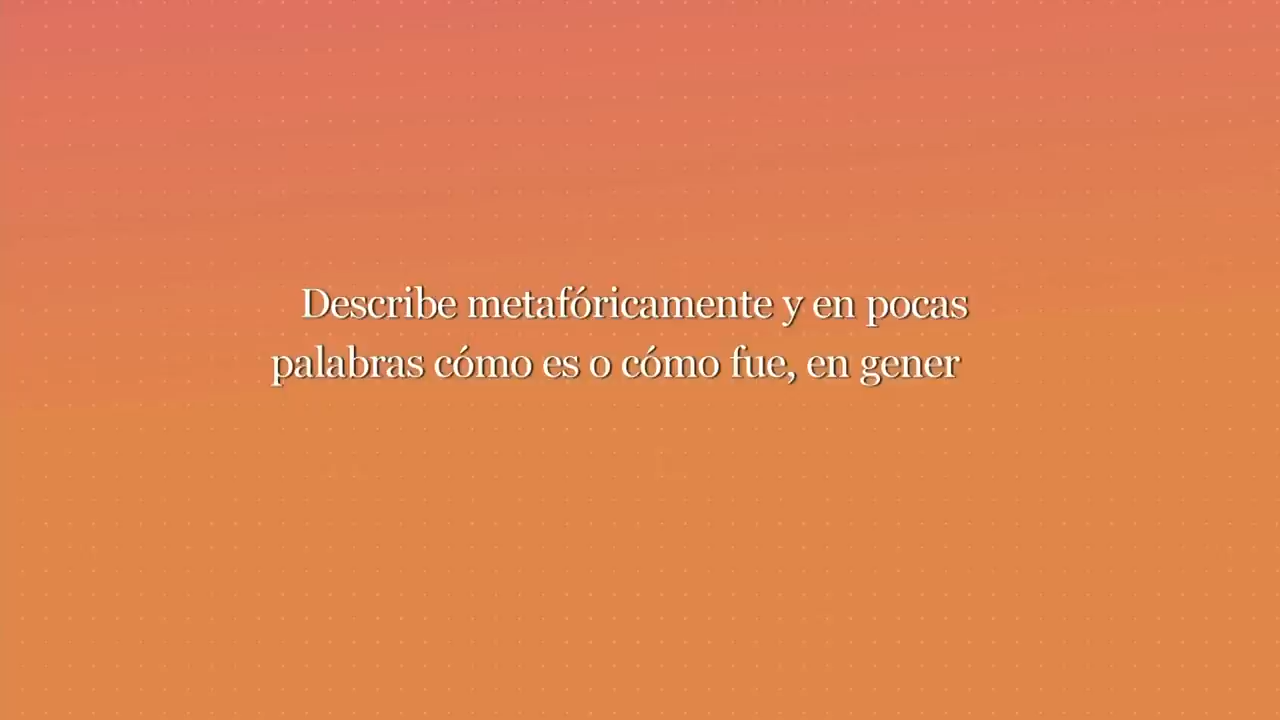 Describe metafóricamente y en pocas
palabras cómo es o cómo fue, en gener